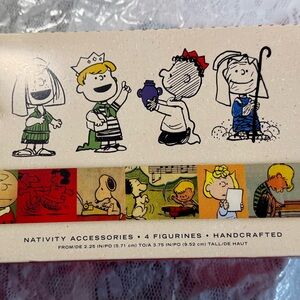 NATIVITY ACCESSORIES • 4 FIGURINES • HANDCRAFTED
FROM/DE 2.25 IN/PO (5.71 cm) TO/A 3.75 IN/PO (9.52 cm) TALL/DE HAUT